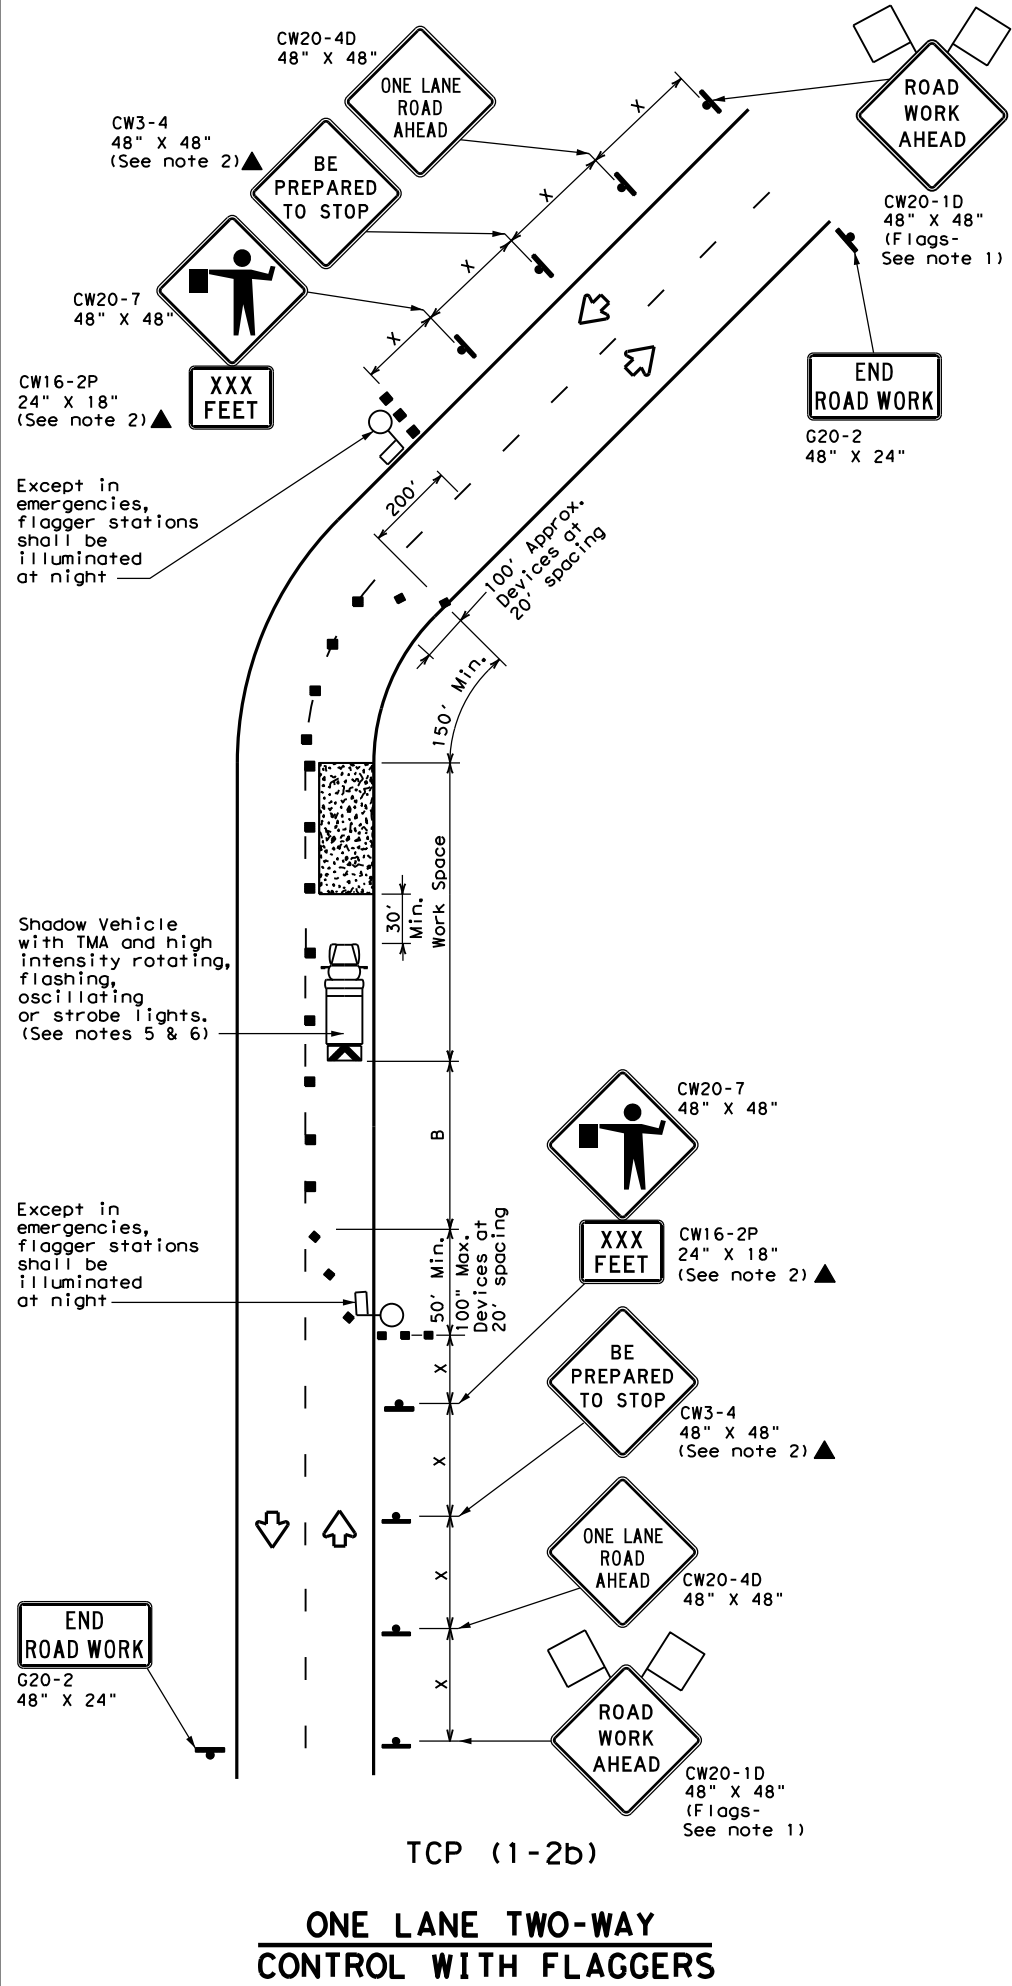 CW20-4D
48" X 48"
ONE LANE
ROAD
AHEAD
X
ROAD
WORK
AHEAD
CW20-1D
48" X 48"
(Flags-
See note 1)
CW3-4
48" X 48"
(See note 2)
BE
PREPARED
TO STOP
X
X
X
CW20-7
48" X 48"
CW16-2P
24" X 18"
(See note 2)
XXX
FEET
END
ROAD WORK
G20-2
48" X 24"
Except in
emergencies,
flagger stations
shall be
illuminated
at night
200'
100' Approx.
Devices at
20' spacing
150' Min.
Work Space
30'
Min.
Shadow Vehicle
with TMA and high
intensity rotating,
flashing,
oscillating
or strobe lights.
(See notes 5 & 6)
B
CW20-7
48" X 48"
XXX
FEET
CW16-2P
24" X 18"
(See note 2)
Except in
emergencies,
flagger stations
shall be
illuminated
at night
50' Min.
100" Max.
Devices at
20' spacing
X
BE
PREPARED
TO STOP
CW3-4
48" X 48"
(See note 2)
X
ONE LANE
ROAD
AHEAD
CW20-4D
48" X 48"
X
END
ROAD WORK
G20-2
48" X 24"
X
ROAD
WORK
AHEAD
CW20-1D
48" X 48"
(Flags-
See note 1)
TCP (1-2b)
ONE LANE TWO-WAY
CONTROL WITH FLAGGERS